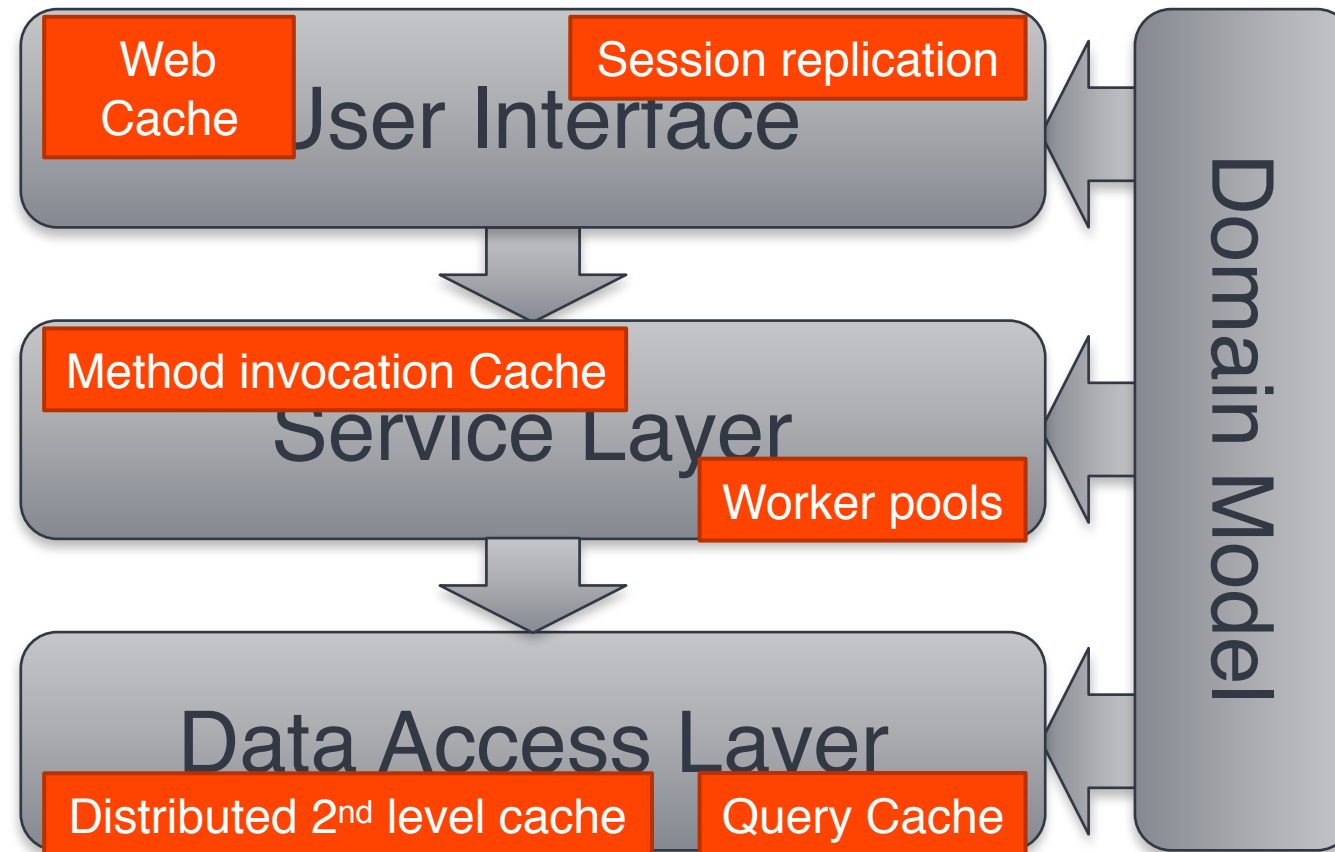 Web
Cache
Session replication
User Interface
Method invocation Cache
Service Layer
Worker pools
Data Access Layer
Distributed 2nd level cache
Query Cache
Domain Model